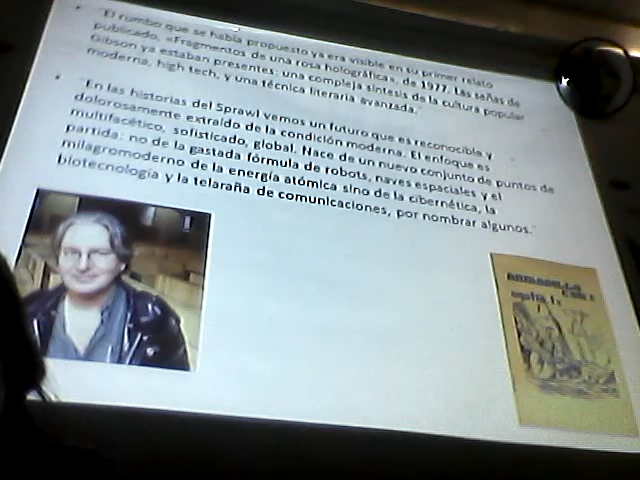 "El rumbo que se había propuesto ya era visible en su primer relato
publicado, «Fragmentos de una rosa holográfica», de 1977. Las señas de
Gibson ya estaban presentes: una compleja síntesis de la cultura popular
moderna, high tech, y una técnica literaria avanzada."
"En las historias del Sprawl vemos un futuro que es reconocible y
dolorosamente extraído de la condición moderna. El enfoque es
multifacético, sofisticado, global. Nace de un nuevo conjunto de puntos de
partida: no de la gastada fórmula de robots, naves espaciales y el
milagromoderno de la energía atómica sino de la cibernética, la
biotecnología y la telaraña de comunicaciones, por nombrar algunos."